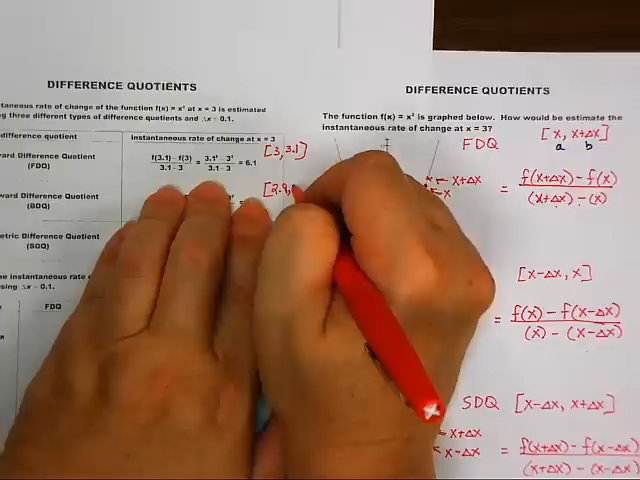 DIFFERENCE QUOTIENTS
taneous rate of change of the function f(x) = x² at x = 3 is estimated
g three different types of difference quotients and Δx = 0.1.
difference quotient
instantaneous rate of change at x = 3
ward Difference Quotient
(FDQ)
f(3.1) − f(3) / 3.1 − 3 = 3.1² − 3² / 3.1 − 3 = 6.1
[3, 3.1]
ward Difference Quotient
(BDQ)
[2.9,
etric Difference Quotient
(SDQ)
he instantaneous rate
sing Δx = 0.1.
FDQ
DIFFERENCE QUOTIENTS
The function f(x) = x² is graphed below. How would be estimate the
instantaneous rate of change at x = 3?
FDQ [x, x+Δx]
a b
← x+Δx
← x
= f(x+Δx) − f(x) / (x+Δx) − (x)
[x−Δx, x]
= f(x) − f(x−Δx) / (x) − (x−Δx)
SDQ [x−Δx, x+Δx]
← x+Δx
← x−Δx
= f(x+Δx) − f(x−Δx) / (x+Δx) − (x−Δx)